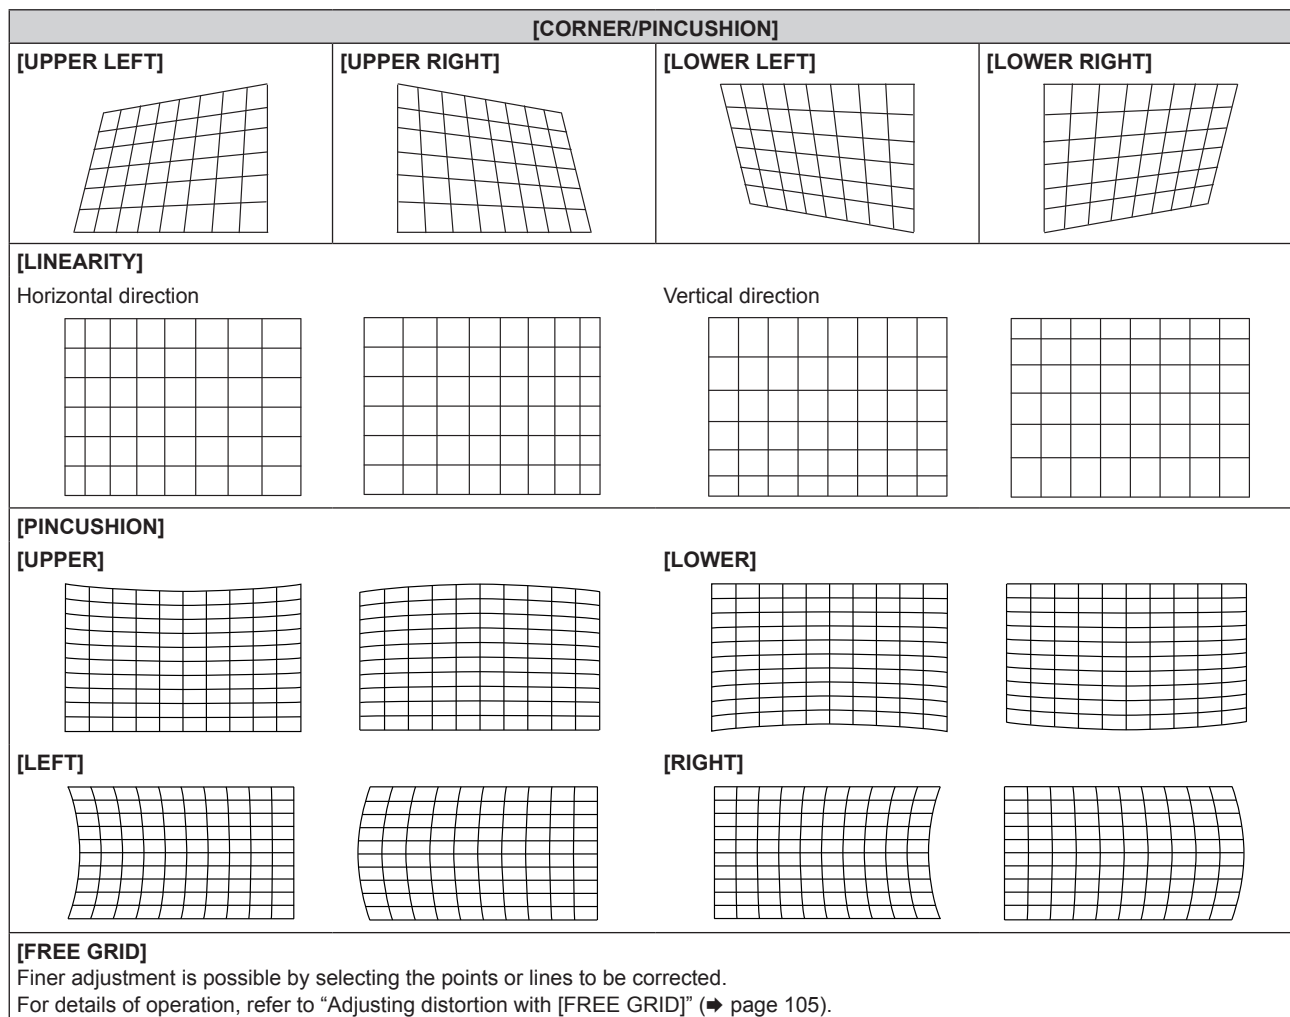 [CORNER/PINCUSHION]
[UPPER LEFT]
[UPPER RIGHT]
[LOWER LEFT]
[LOWER RIGHT]
[LINEARITY]
Horizontal direction
Vertical direction
[PINCUSHION]
[UPPER]
[LOWER]
[LEFT]
[RIGHT]
[FREE GRID]
Finer adjustment is possible by selecting the points or lines to be corrected.
For details of operation, refer to “Adjusting distortion with [FREE GRID]” (➡ page 105).